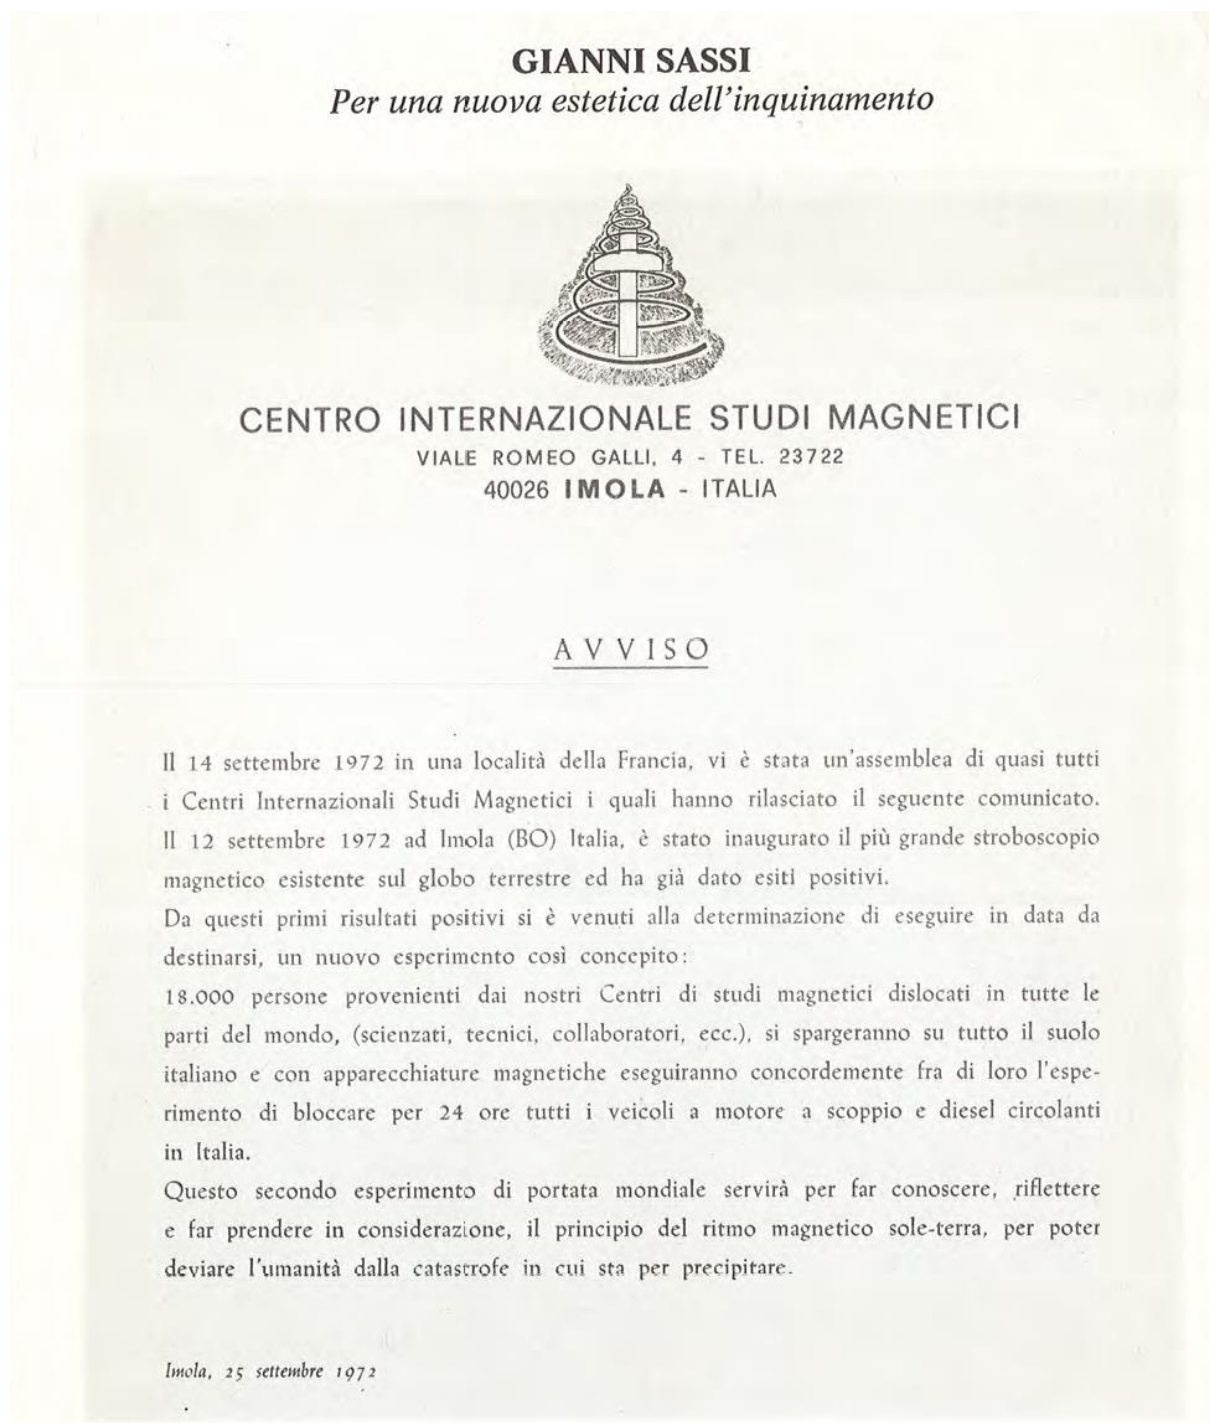 GIANNI SASSI
Per una nuova estetica dell'inquinamento
CENTRO INTERNAZIONALE STUDI MAGNETICI
VIALE ROMEO GALLI, 4 - TEL. 23722
40026 IMOLA - ITALIA
AVVISO
Il 14 settembre 1972 in una località della Francia, vi è stata un'assemblea di quasi tutti
i Centri Internazionali Studi Magnetici i quali hanno rilasciato il seguente comunicato.
Il 12 settembre 1972 ad Imola (BO) Italia, è stato inaugurato il più grande stroboscopio
magnetico esistente sul globo terrestre ed ha già dato esiti positivi.
Da questi primi risultati positivi si è venuti alla determinazione di eseguire in data da
destinarsi, un nuovo esperimento così concepito:
18.000 persone provenienti dai nostri Centri di studi magnetici dislocati in tutte le
parti del mondo, (scienzati, tecnici, collaboratori, ecc.), si spargeranno su tutto il suolo
italiano e con apparecchiature magnetiche eseguiranno concordemente fra di loro l'espe-
rimento di bloccare per 24 ore tutti i veicoli a motore a scoppio e diesel circolanti
in Italia.
Questo secondo esperimento di portata mondiale servirà per far conoscere, riflettere
e far prendere in considerazione, il principio del ritmo magnetico sole-terra, per poter
deviare l'umanità dalla catastrofe in cui sta per precipitare.
Imola, 25 settembre 1972